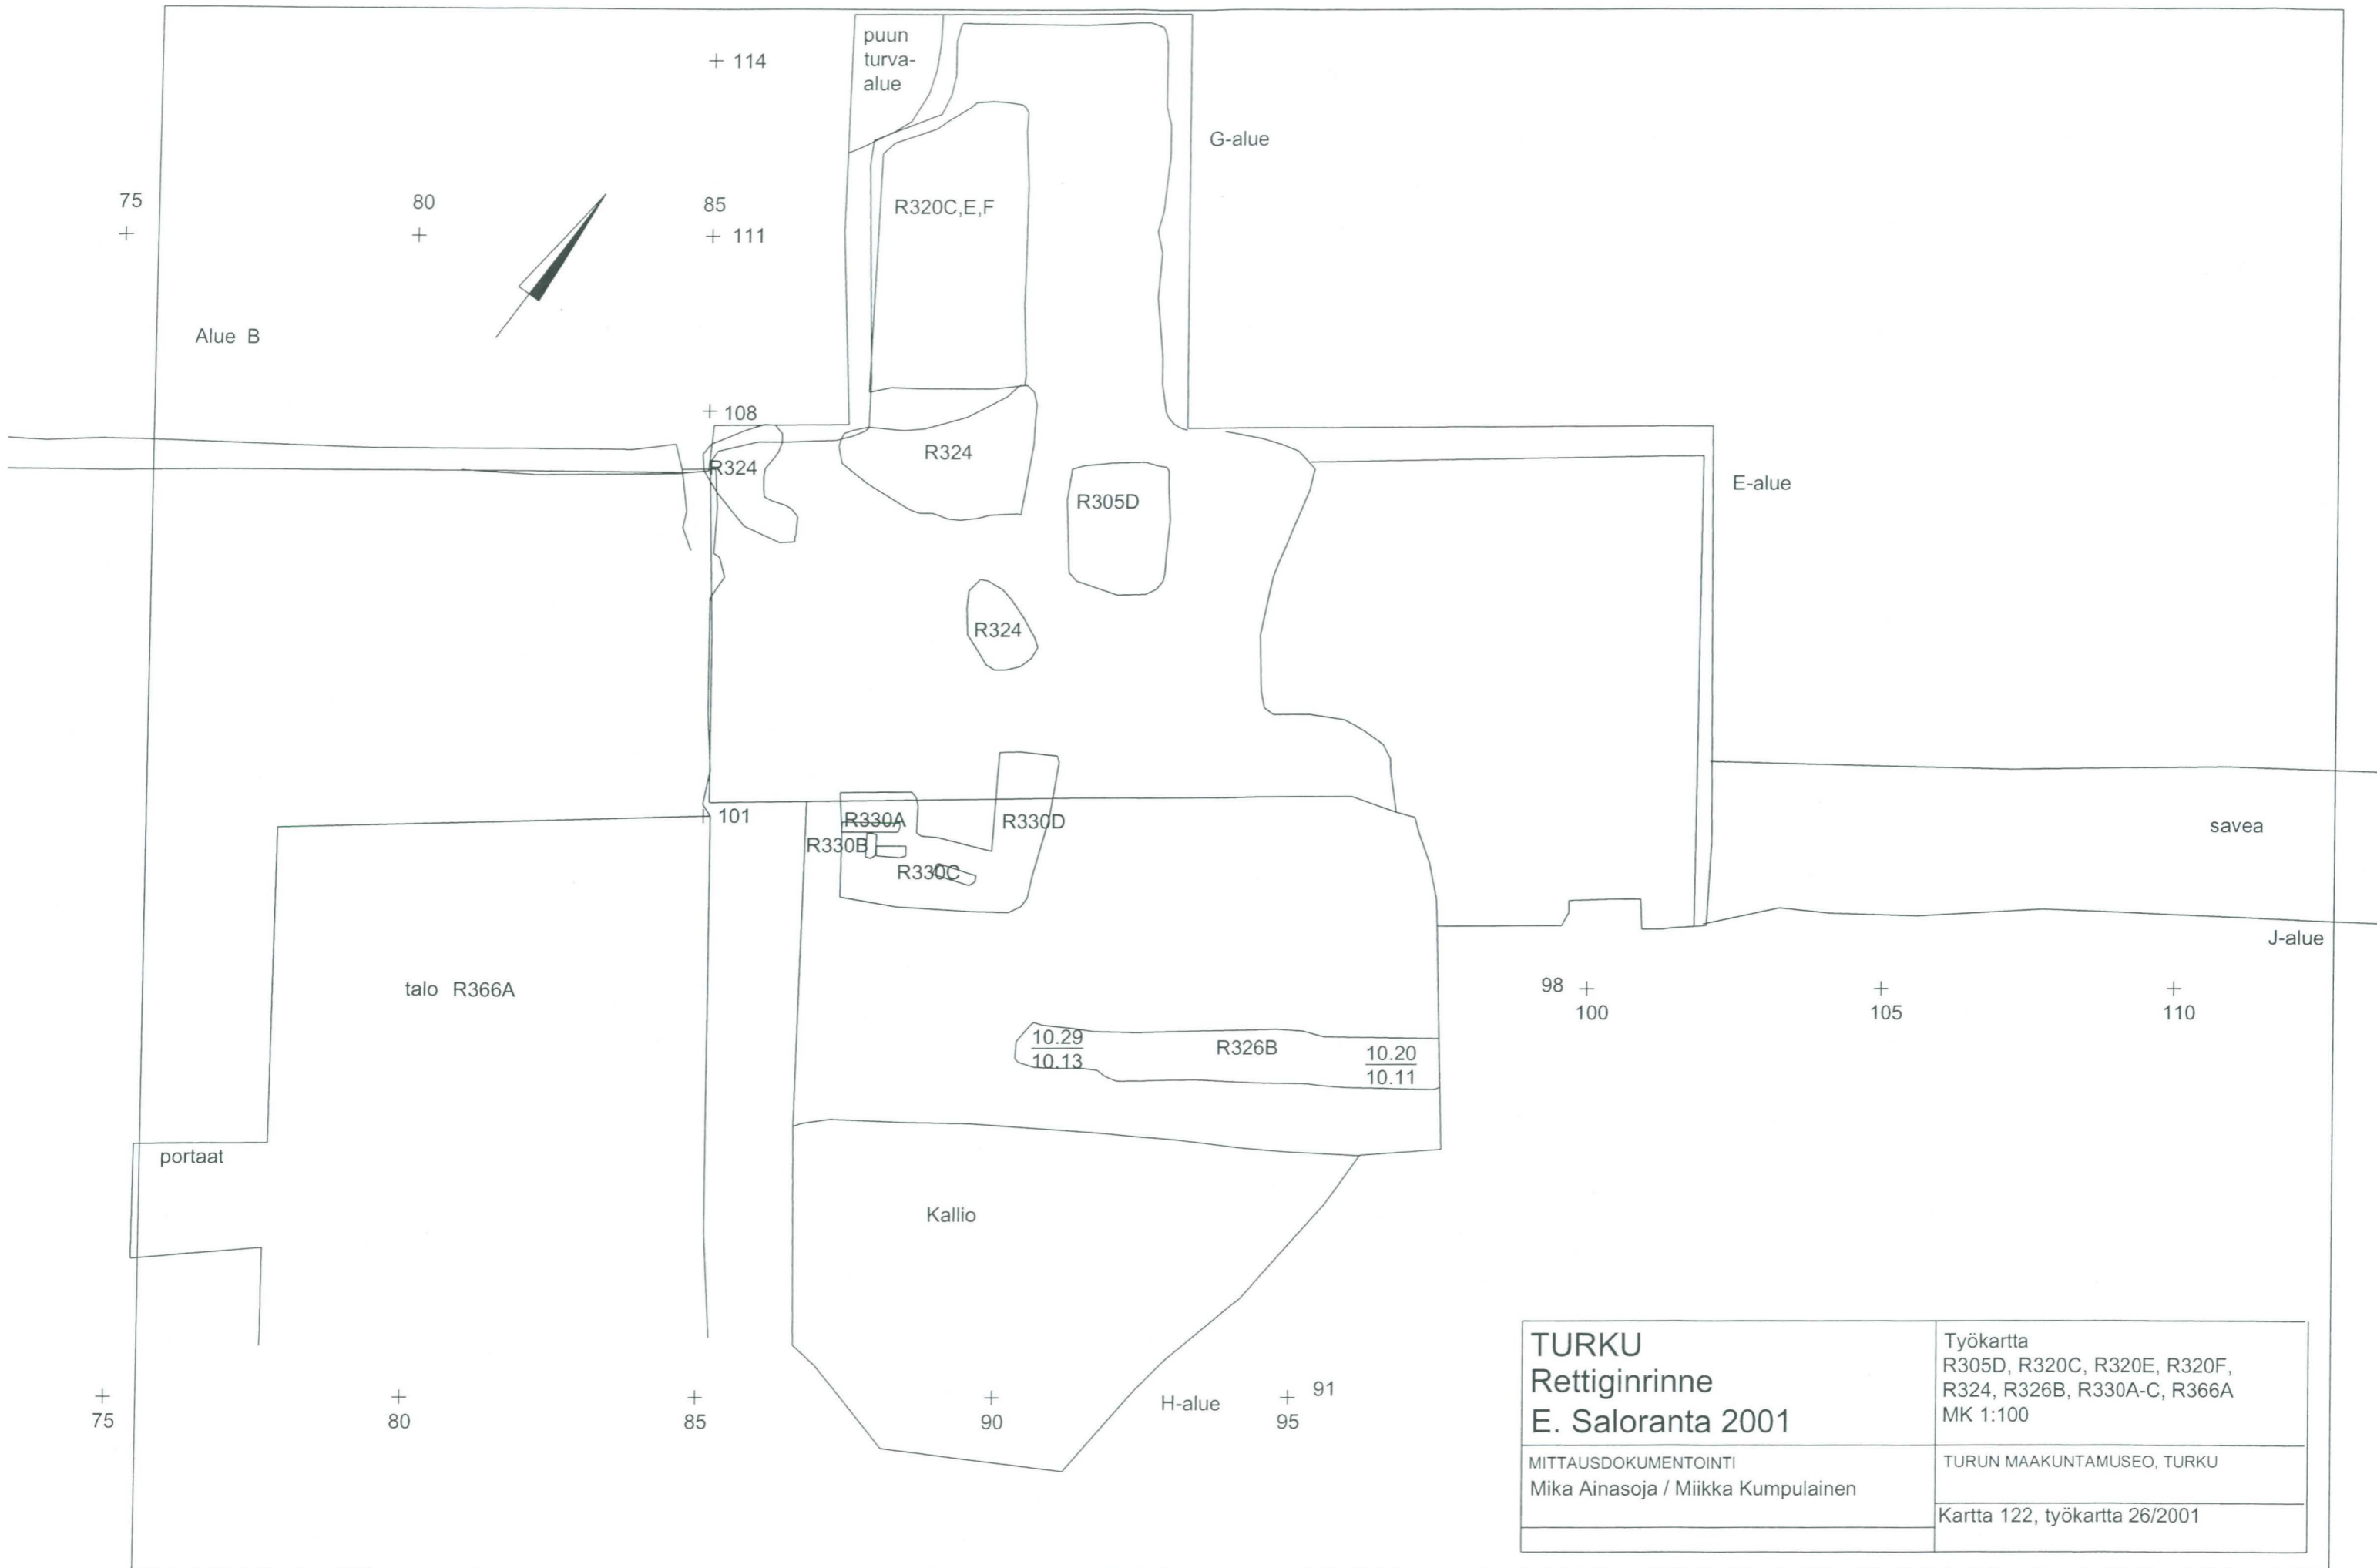 puun
turva-
alue
114
G-alue
75
80
85
R320C,E,F
111
Alue B
108
R324
R324
R305D
E-alue
R324
101
R330A
R330D
R330B
R330C
savea
J-alue
talo R366A
98
100
105
110
10.29
10.13
R326B
10.20
10.11
portaat
Kallio
75
80
85
90
H-alue
95
91
TURKU
Rettiginrinne
E. Saloranta 2001
Työkartta
R305D, R320C, R320E, R320F,
R324, R326B, R330A-C, R366A
MK 1:100
MITTAUSDOKUMENTOINTI
Mika Ainasoja / Miikka Kumpulainen
TURUN MAAKUNTAMUSEO, TURKU
Kartta 122, työkartta 26/2001